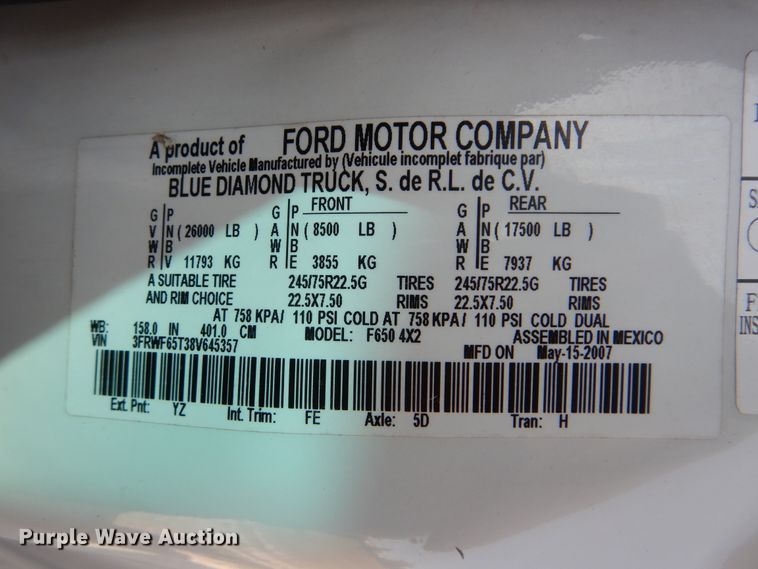 A product of FORD MOTOR COMPANY
Incomplete Vehicle Manufactured by (Vehicule incomplet fabrique par)
BLUE DIAMOND TRUCK, S. de R.L. de C.V.
G P G P FRONT G P REAR
V N ( 26000 LB ) A N ( 8500 LB ) A N ( 17500 LB )
W B W B W B
R V 11793 KG R E 3855 KG R E 7937 KG
A SUITABLE TIRE 245/75R22.5G TIRES 245/75R22.5G
AND RIM CHOICE 22.5X7.50 RIMS 22.5X7.50
AT 758 KPA/ 110 PSI COLD AT 758 KPA/ 110 PSI COLD DUAL
WB: 158.0 IN 401.0 CM MODEL: F650 4X2 ASSEMBLED IN MEXICO
VIN 3FRWF65T38V645357 MFD ON May-15-2007
Ext. Pnt: YZ Int. Trim: FE Axle: 5D Tran: H
Purple Wave Auction